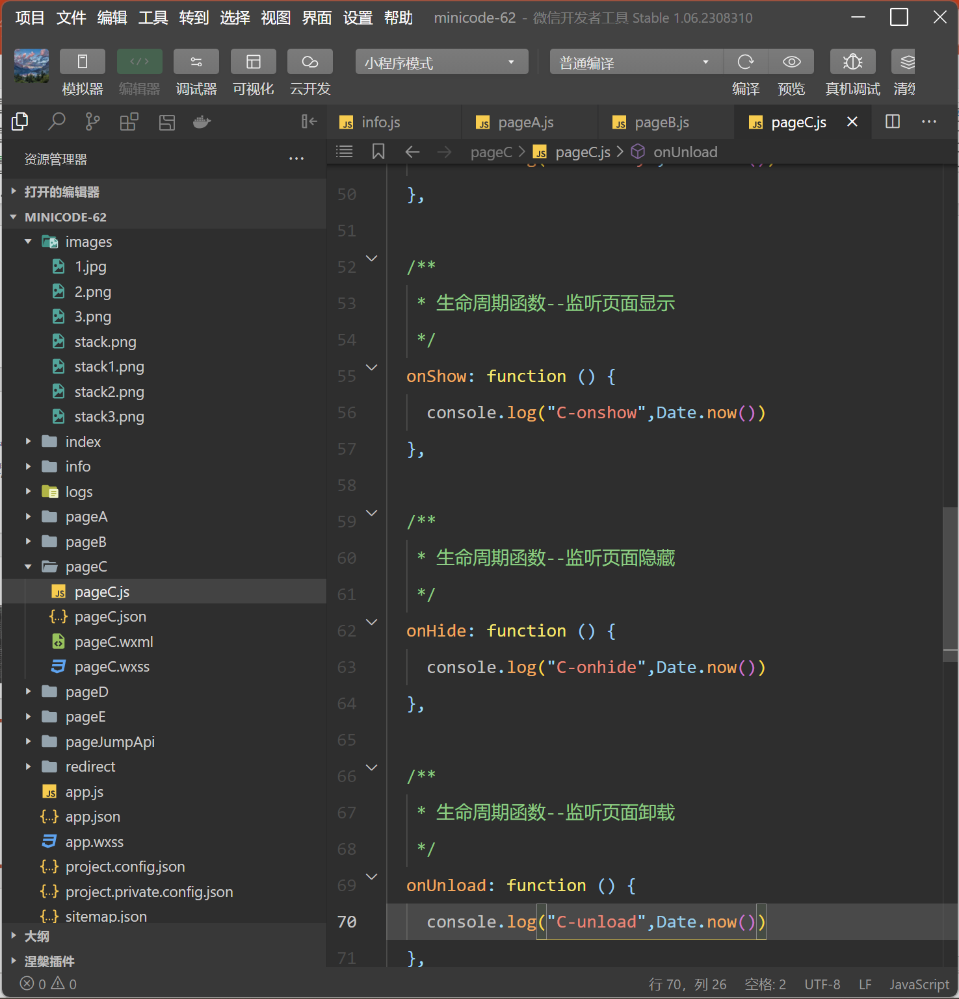 项目 文件 编辑 工具 转到 选择 视图 界面 设置 帮助 minicode-62 - 微信开发者工具 Stable 1.06.2308310
小程序模式 普通编译
模拟器 编辑器 调试器 可视化 云开发 编译 预览 真机调试 清缓
JS info.js JS pageA.js JS pageB.js JS pageC.js
资源管理器
pageC > JS pageC.js > onUnload
打开的编辑器
MINICODE-62
images
1.jpg
2.png
3.png
stack.png
stack1.png
stack2.png
stack3.png
index
info
logs
pageA
pageB
pageC
JS pageC.js
{..} pageC.json
pageC.wxml
pageC.wxss
pageD
pageE
pageJumpApi
redirect
JS app.js
{..} app.json
app.wxss
{..} project.config.json
{..} project.private.config.json
{..} sitemap.json
大纲
涅槃插件
50 },
51
52 /**
53 * 生命周期函数--监听页面显示
54 */
55 onShow: function () {
56 console.log("C-onshow",Date.now())
57 },
58
59 /**
60 * 生命周期函数--监听页面隐藏
61 */
62 onHide: function () {
63 console.log("C-onhide",Date.now())
64 },
65
66 /**
67 * 生命周期函数--监听页面卸载
68 */
69 onUnload: function () {
70 console.log("C-unload",Date.now())
71 },
0 0 行 70，列 26 空格: 2 UTF-8 LF JavaScript